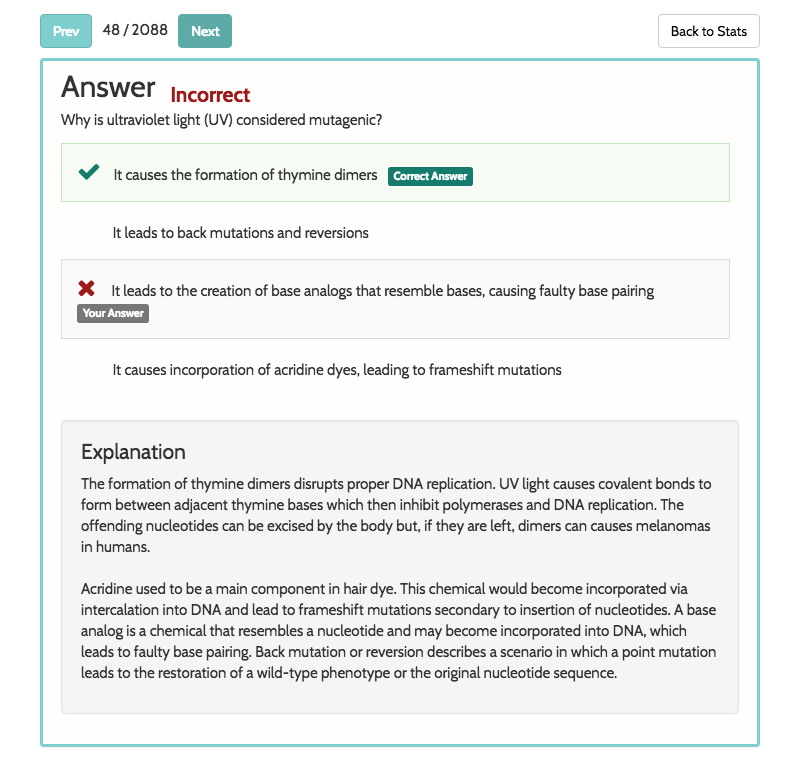 Prev 48 / 2088 Next Back to Stats
Answer Incorrect
Why is ultraviolet light (UV) considered mutagenic?
It causes the formation of thymine dimers Correct Answer
It leads to back mutations and reversions
It leads to the creation of base analogs that resemble bases, causing faulty base pairing
Your Answer
It causes incorporation of acridine dyes, leading to frameshift mutations
Explanation
The formation of thymine dimers disrupts proper DNA replication. UV light causes covalent bonds to
form between adjacent thymine bases which then inhibit polymerases and DNA replication. The
offending nucleotides can be excised by the body but, if they are left, dimers can causes melanomas
in humans.
Acridine used to be a main component in hair dye. This chemical would become incorporated via
intercalation into DNA and lead to frameshift mutations secondary to insertion of nucleotides. A base
analog is a chemical that resembles a nucleotide and may become incorporated into DNA, which
leads to faulty base pairing. Back mutation or reversion describes a scenario in which a point mutation
leads to the restoration of a wild-type phenotype or the original nucleotide sequence.